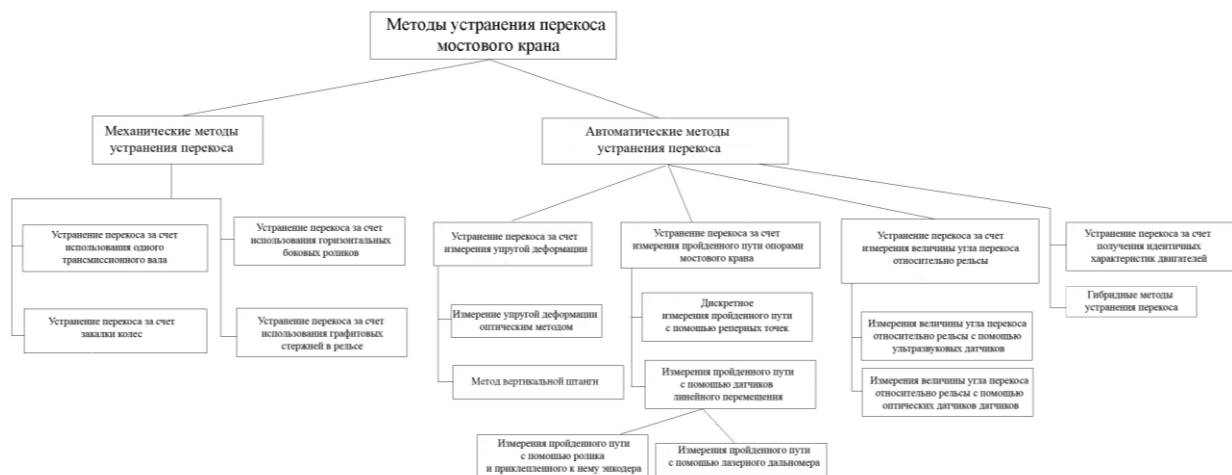 Методы устранения перекоса
мостового крана
Механические методы
устранения перекоса
Автоматические методы
устранения перекоса
Устранение перекоса за счет
использования одного
трансмиссионного вала
Устранение перекоса за счет
использования горизонтальных
боковых роликов
Устранение перекоса за счет
закалки колес
Устранение перекоса за счет
использования графитовых
стержней в рельсе
Устранение перекоса за счет
измерения упругой деформации
Измерение упругой деформации
оптическим методом
Метод вертикальной штанги
Устранение перекоса за счет
измерения пройденного пути опорами
мостового крана
Дискретное
измерения пройденного пути
с помощью реперных точек
Измерения пройденного пути
с помощью датчиков
линейного перемещения
Измерения пройденного пути
с помощью ролика
и приклепленного к нему энкодера
Измерения пройденного пути
с помощью лазерного дальномера
Устранение перекоса за счет
измерения величины угла перекоса
относительно рельсы
Измерения величины угла перекоса
относительно рельсы с помощью
ультразвуковых датчиков
Измерения величины угла перекоса
относительно рельсы с помощью
оптических датчиков датчиков
Устранение перекоса за счет
получения идентичных
характеристик двигателей
Гибридные методы
устранения перекоса